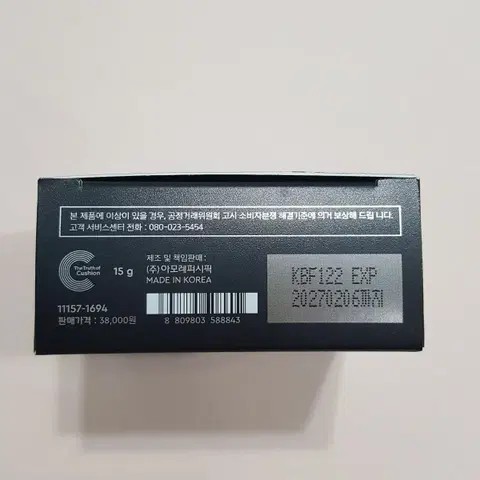 본 제품에 이상이 있을 경우, 공정거래위원회 고시 소비자분쟁 해결기준에 의거 보상해 드립니다.
고객 서비스센터 전화 : 080-023-5454
The Truth of
Cushion
15 g
제조 및 책임판매 :
(주)아모레퍼시픽
MADE IN KOREA
11157-1694
판매가격 : 38,000원
8 809803 588843
KBF122 EXP
20270206까지